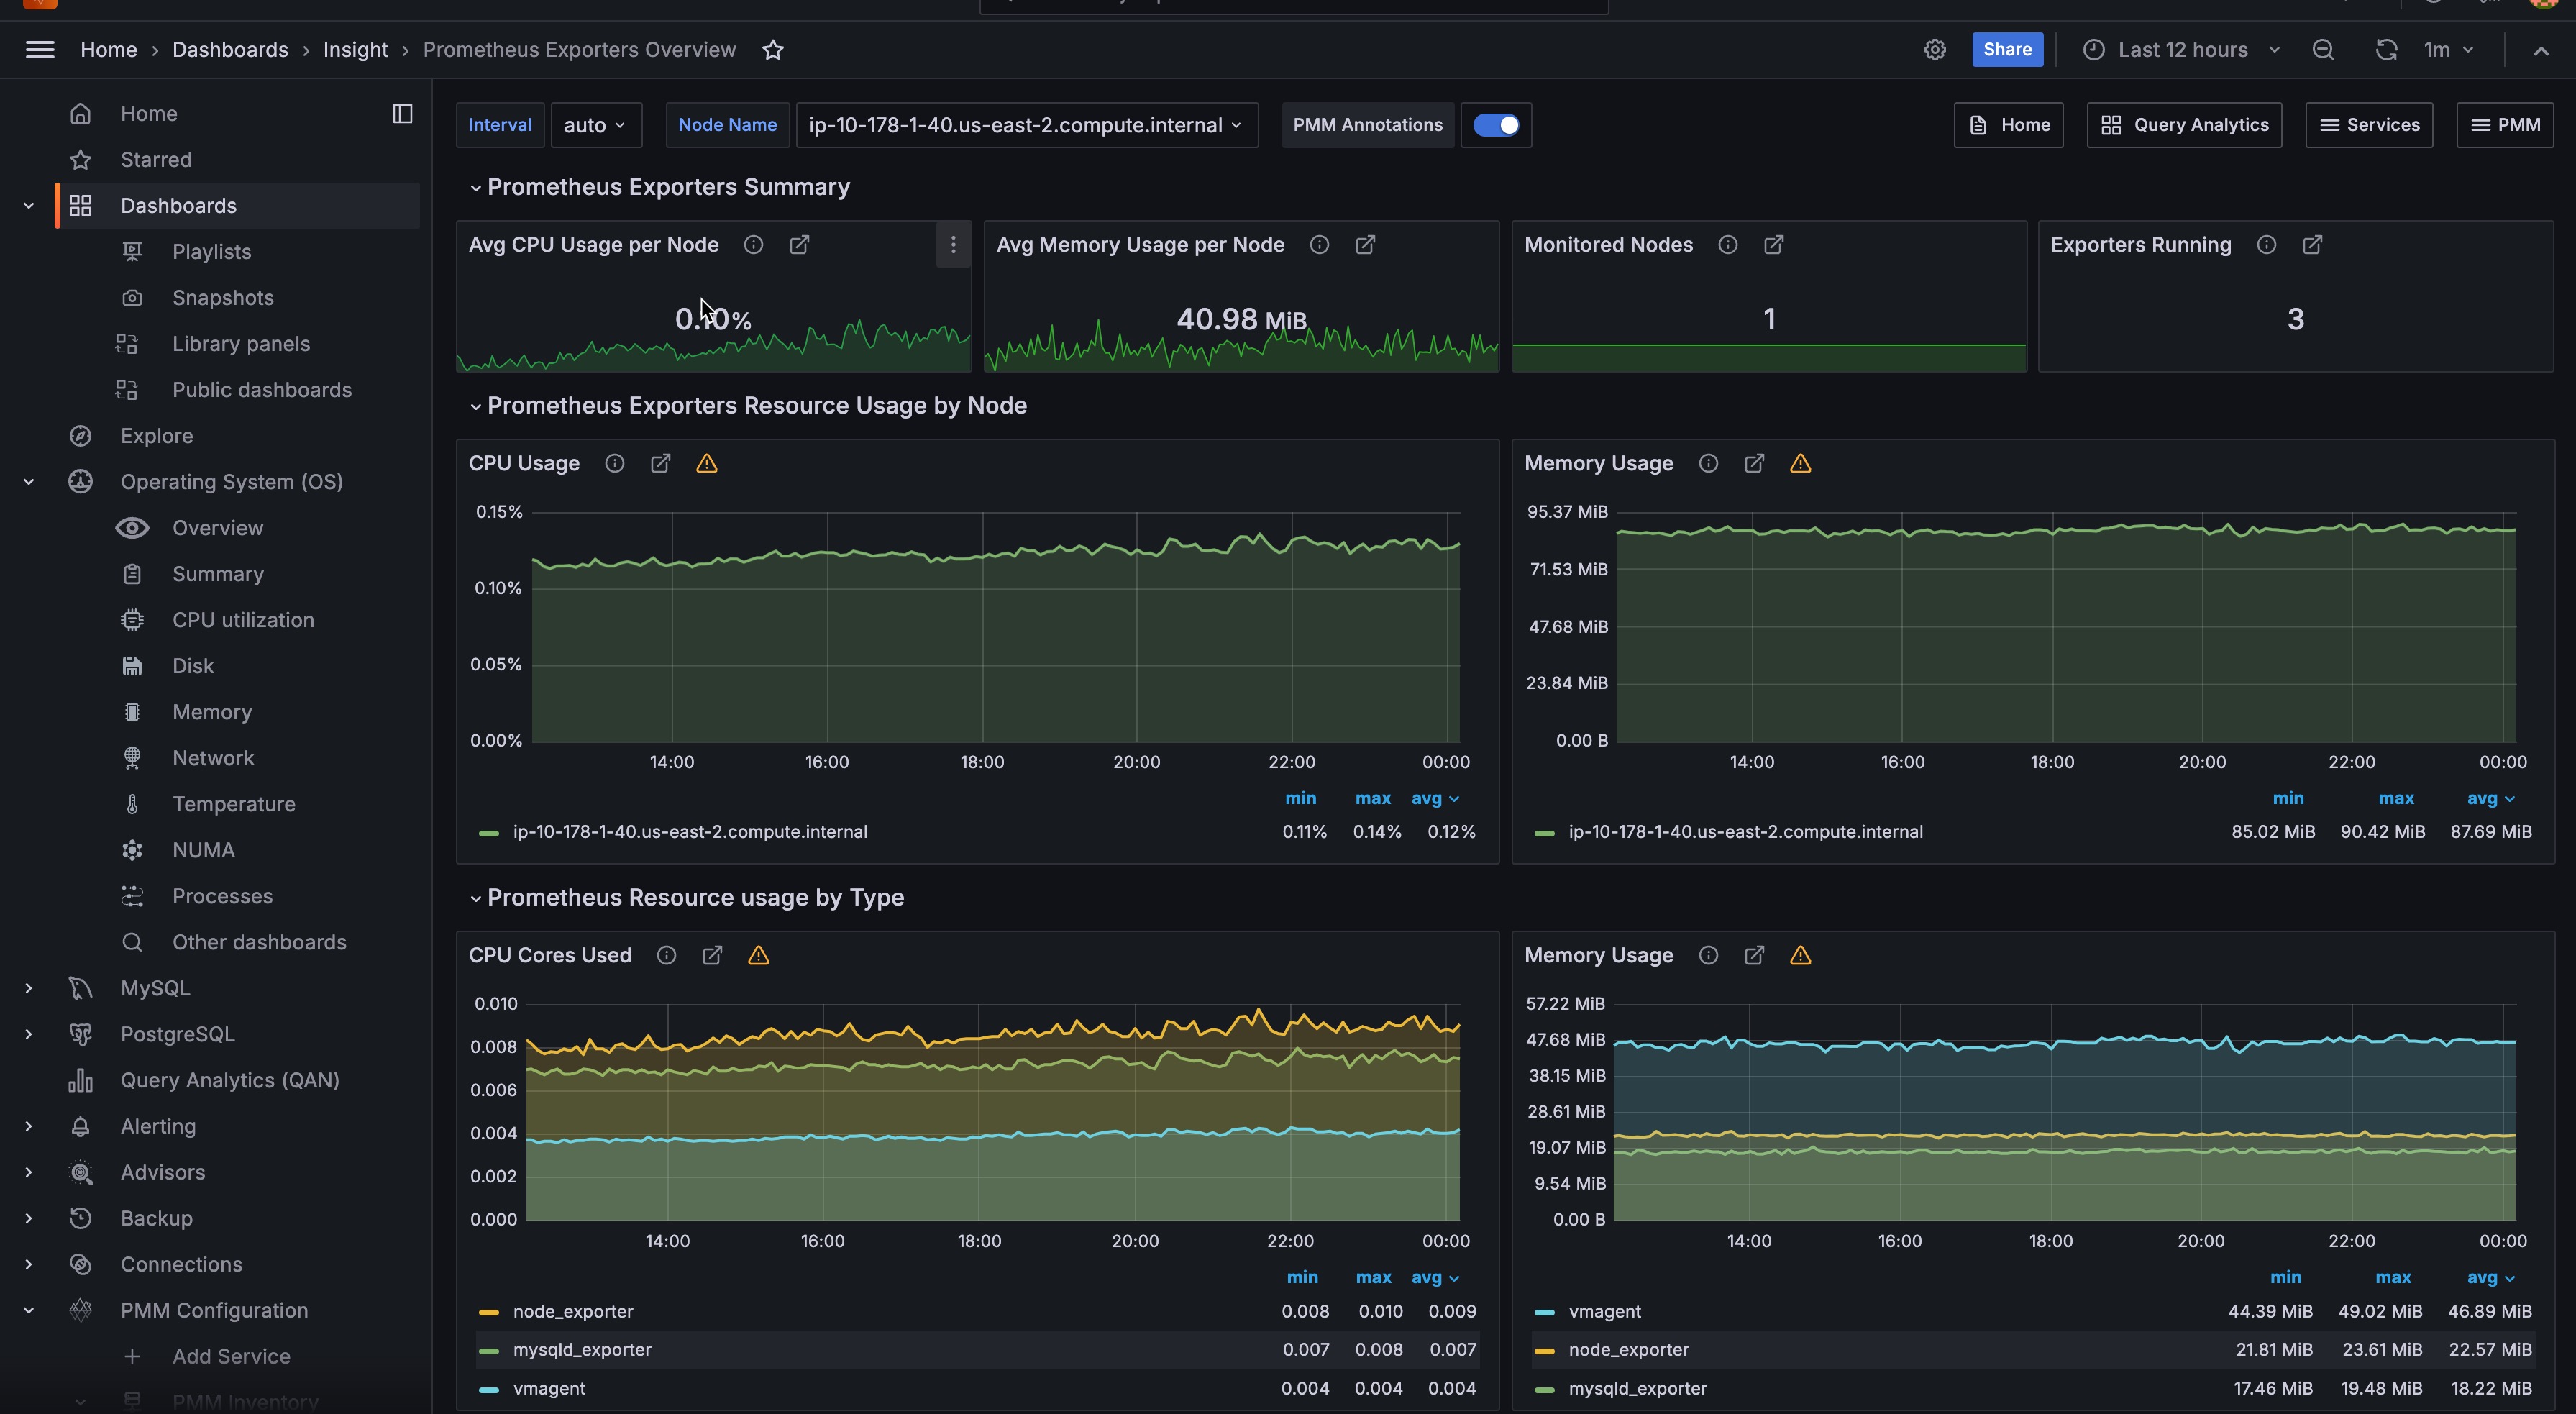 Home › Dashboards › Insight › Prometheus Exporters Overview
Share
Last 12 hours
1m
Home
Starred
Dashboards
Playlists
Snapshots
Library panels
Public dashboards
Explore
Operating System (OS)
Overview
Summary
CPU utilization
Disk
Memory
Network
Temperature
NUMA
Processes
Other dashboards
MySQL
PostgreSQL
Query Analytics (QAN)
Alerting
Advisors
Backup
Connections
PMM Configuration
Add Service
PMM Inventory
Interval auto Node Name ip-10-178-1-40.us-east-2.compute.internal PMM Annotations
Home Query Analytics Services PMM
Prometheus Exporters Summary
Avg CPU Usage per Node
0.10%
Avg Memory Usage per Node
40.98 MiB
Monitored Nodes
1
Exporters Running
3
Prometheus Exporters Resource Usage by Node
CPU Usage
0.15%
0.10%
0.05%
0.00%
14:00 16:00 18:00 20:00 22:00 00:00
min max avg
ip-10-178-1-40.us-east-2.compute.internal 0.11% 0.14% 0.12%
Memory Usage
95.37 MiB
71.53 MiB
47.68 MiB
23.84 MiB
0.00 B
14:00 16:00 18:00 20:00 22:00 00:00
min max avg
ip-10-178-1-40.us-east-2.compute.internal 85.02 MiB 90.42 MiB 87.69 MiB
Prometheus Resource usage by Type
CPU Cores Used
0.010
0.008
0.006
0.004
0.002
0.000
14:00 16:00 18:00 20:00 22:00 00:00
min max avg
node_exporter 0.008 0.010 0.009
mysqld_exporter 0.007 0.008 0.007
vmagent 0.004 0.004 0.004
Memory Usage
57.22 MiB
47.68 MiB
38.15 MiB
28.61 MiB
19.07 MiB
9.54 MiB
0.00 B
14:00 16:00 18:00 20:00 22:00 00:00
min max avg
vmagent 44.39 MiB 49.02 MiB 46.89 MiB
node_exporter 21.81 MiB 23.61 MiB 22.57 MiB
mysqld_exporter 17.46 MiB 19.48 MiB 18.22 MiB